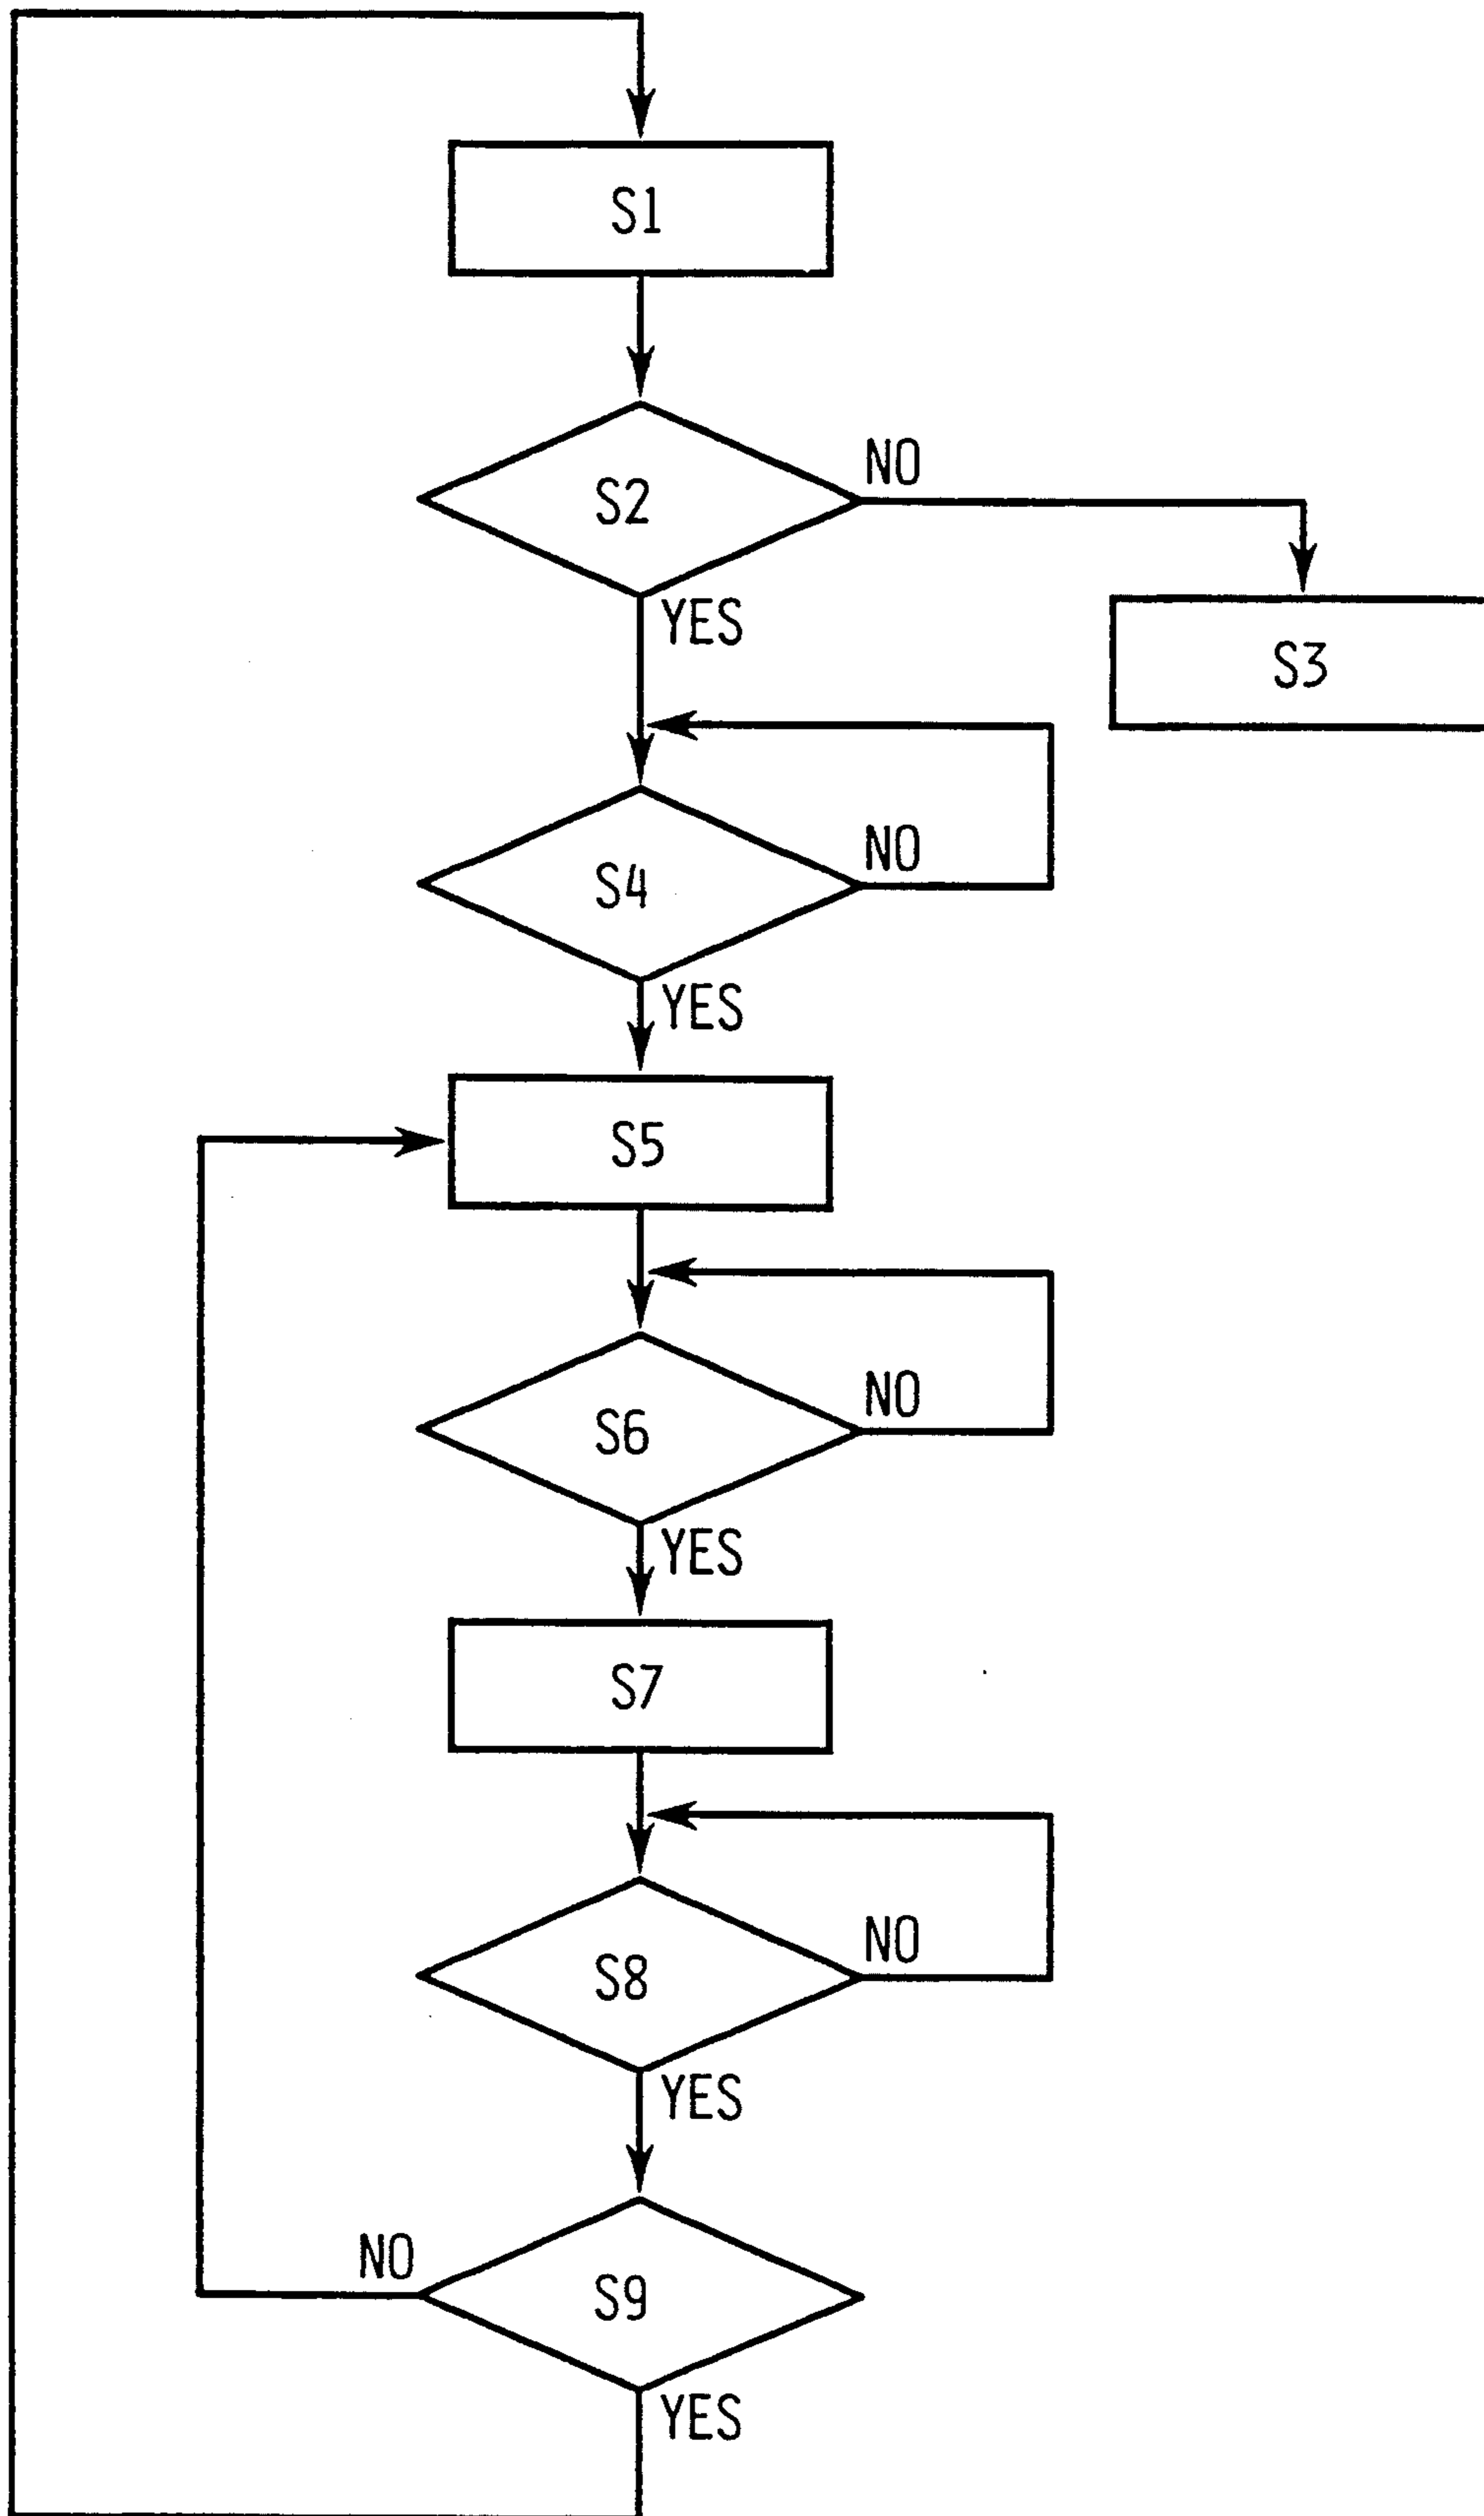 S1
S2
NO
YES
S3
S4
NO
YES
S5
S6
NO
YES
S7
S8
NO
YES
NO
S9
YES